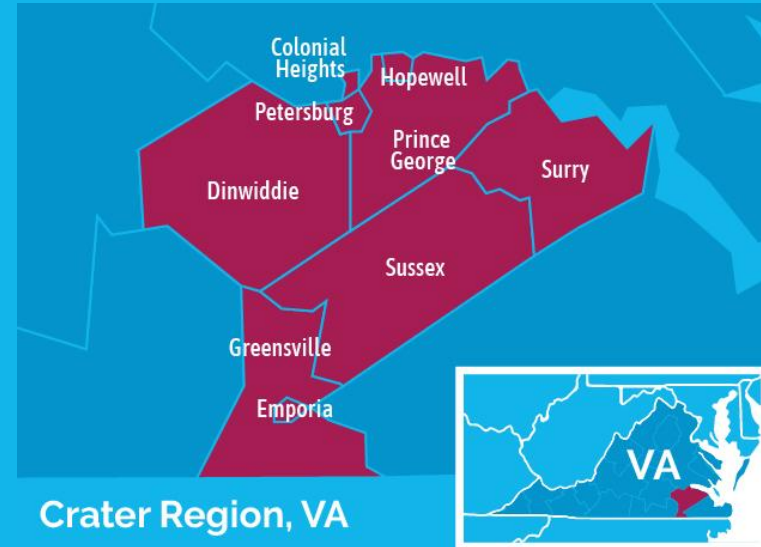 Colonial
Heights
Hopewell
Petersburg
Prince
George
Surry
Dinwiddie
Sussex
Greensville
Emporia
VA
Crater Region, VA